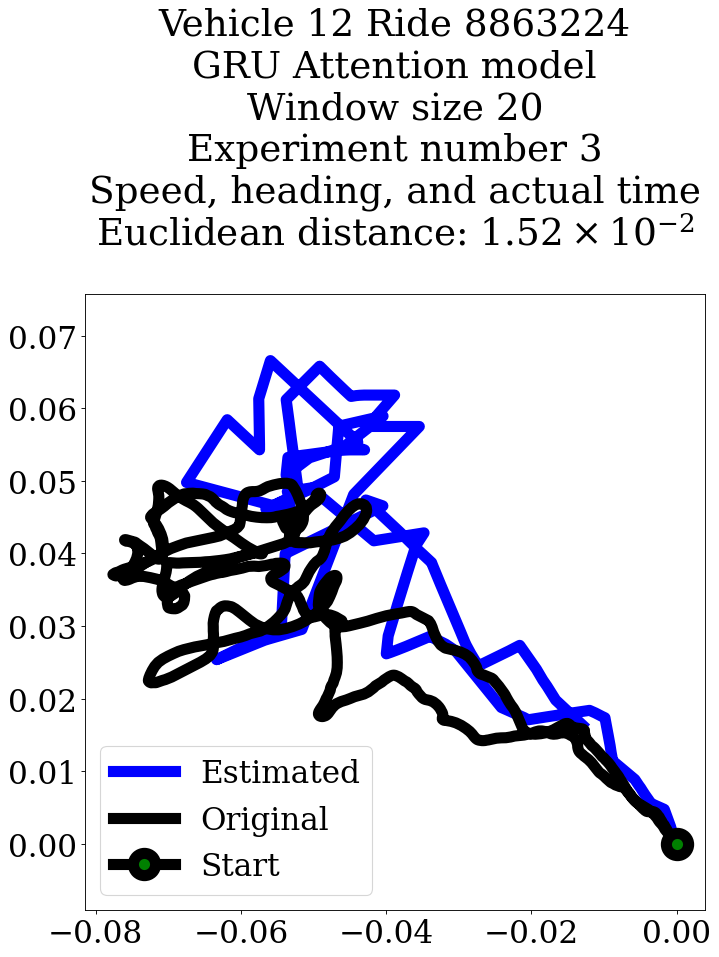 Vehicle 12 Ride 8863224
GRU Attention model
Window size 20
Experiment number 3
Speed, heading, and actual time
Euclidean distance: 1.52 × 10⁻²
0.07
0.06
0.05
0.04
0.03
0.02
0.01
0.00
Estimated
Original
Start
−0.08 −0.06 −0.04 −0.02 0.00